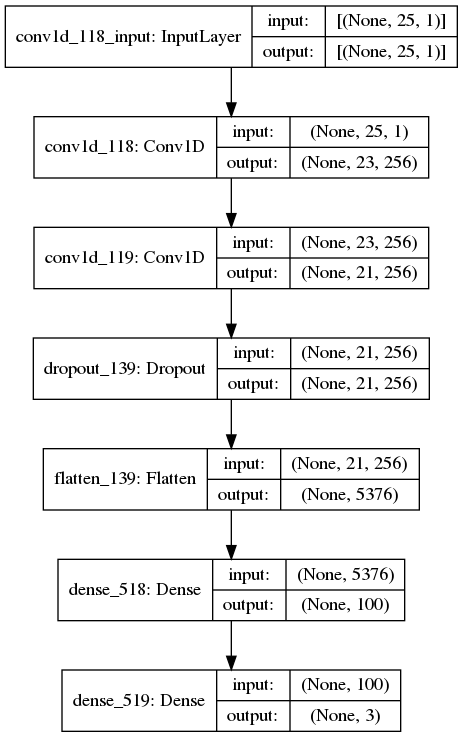 conv1d_118_input: InputLayer
input:
[(None, 25, 1)]
output:
[(None, 25, 1)]
conv1d_118: Conv1D
input:
(None, 25, 1)
output:
(None, 23, 256)
conv1d_119: Conv1D
input:
(None, 23, 256)
output:
(None, 21, 256)
dropout_139: Dropout
input:
(None, 21, 256)
output:
(None, 21, 256)
flatten_139: Flatten
input:
(None, 21, 256)
output:
(None, 5376)
dense_518: Dense
input:
(None, 5376)
output:
(None, 100)
dense_519: Dense
input:
(None, 100)
output:
(None, 3)